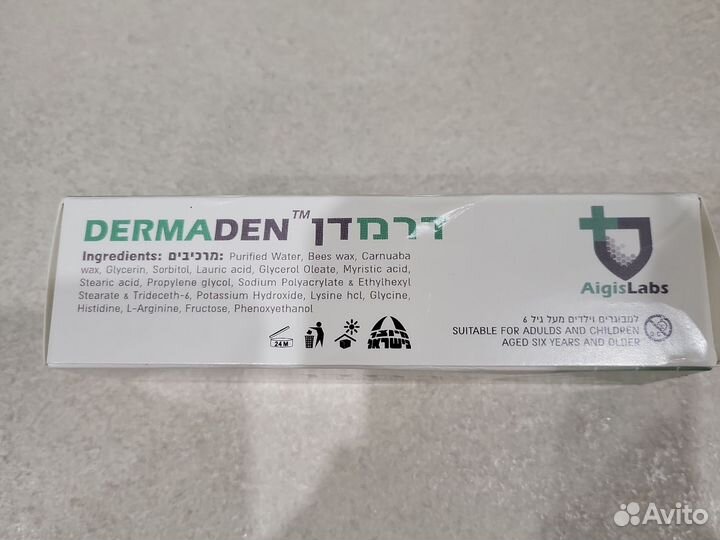 DERMADEN™ דרמדן
Ingredients: מרכיבים: Purified Water, Bees wax, Carnuaba
wax, Glycerin, Sorbitol, Lauric acid, Glycerol Oleate, Myristic acid,
Stearic acid, Propylene glycol, Sodium Polyacrylate & Ethylhexyl
Stearate & Trideceth-6, Potassium Hydroxide, Lysine hcl, Glycine,
Histidine, L-Arginine, Fructose, Phenoxyethanol
24M
בישראל
AigisLabs
למבוגרים וילדים מעל גיל 6
SUITABLE FOR ADULDS AND CHILDREN
AGED SIX YEARS AND OLDER
Avito